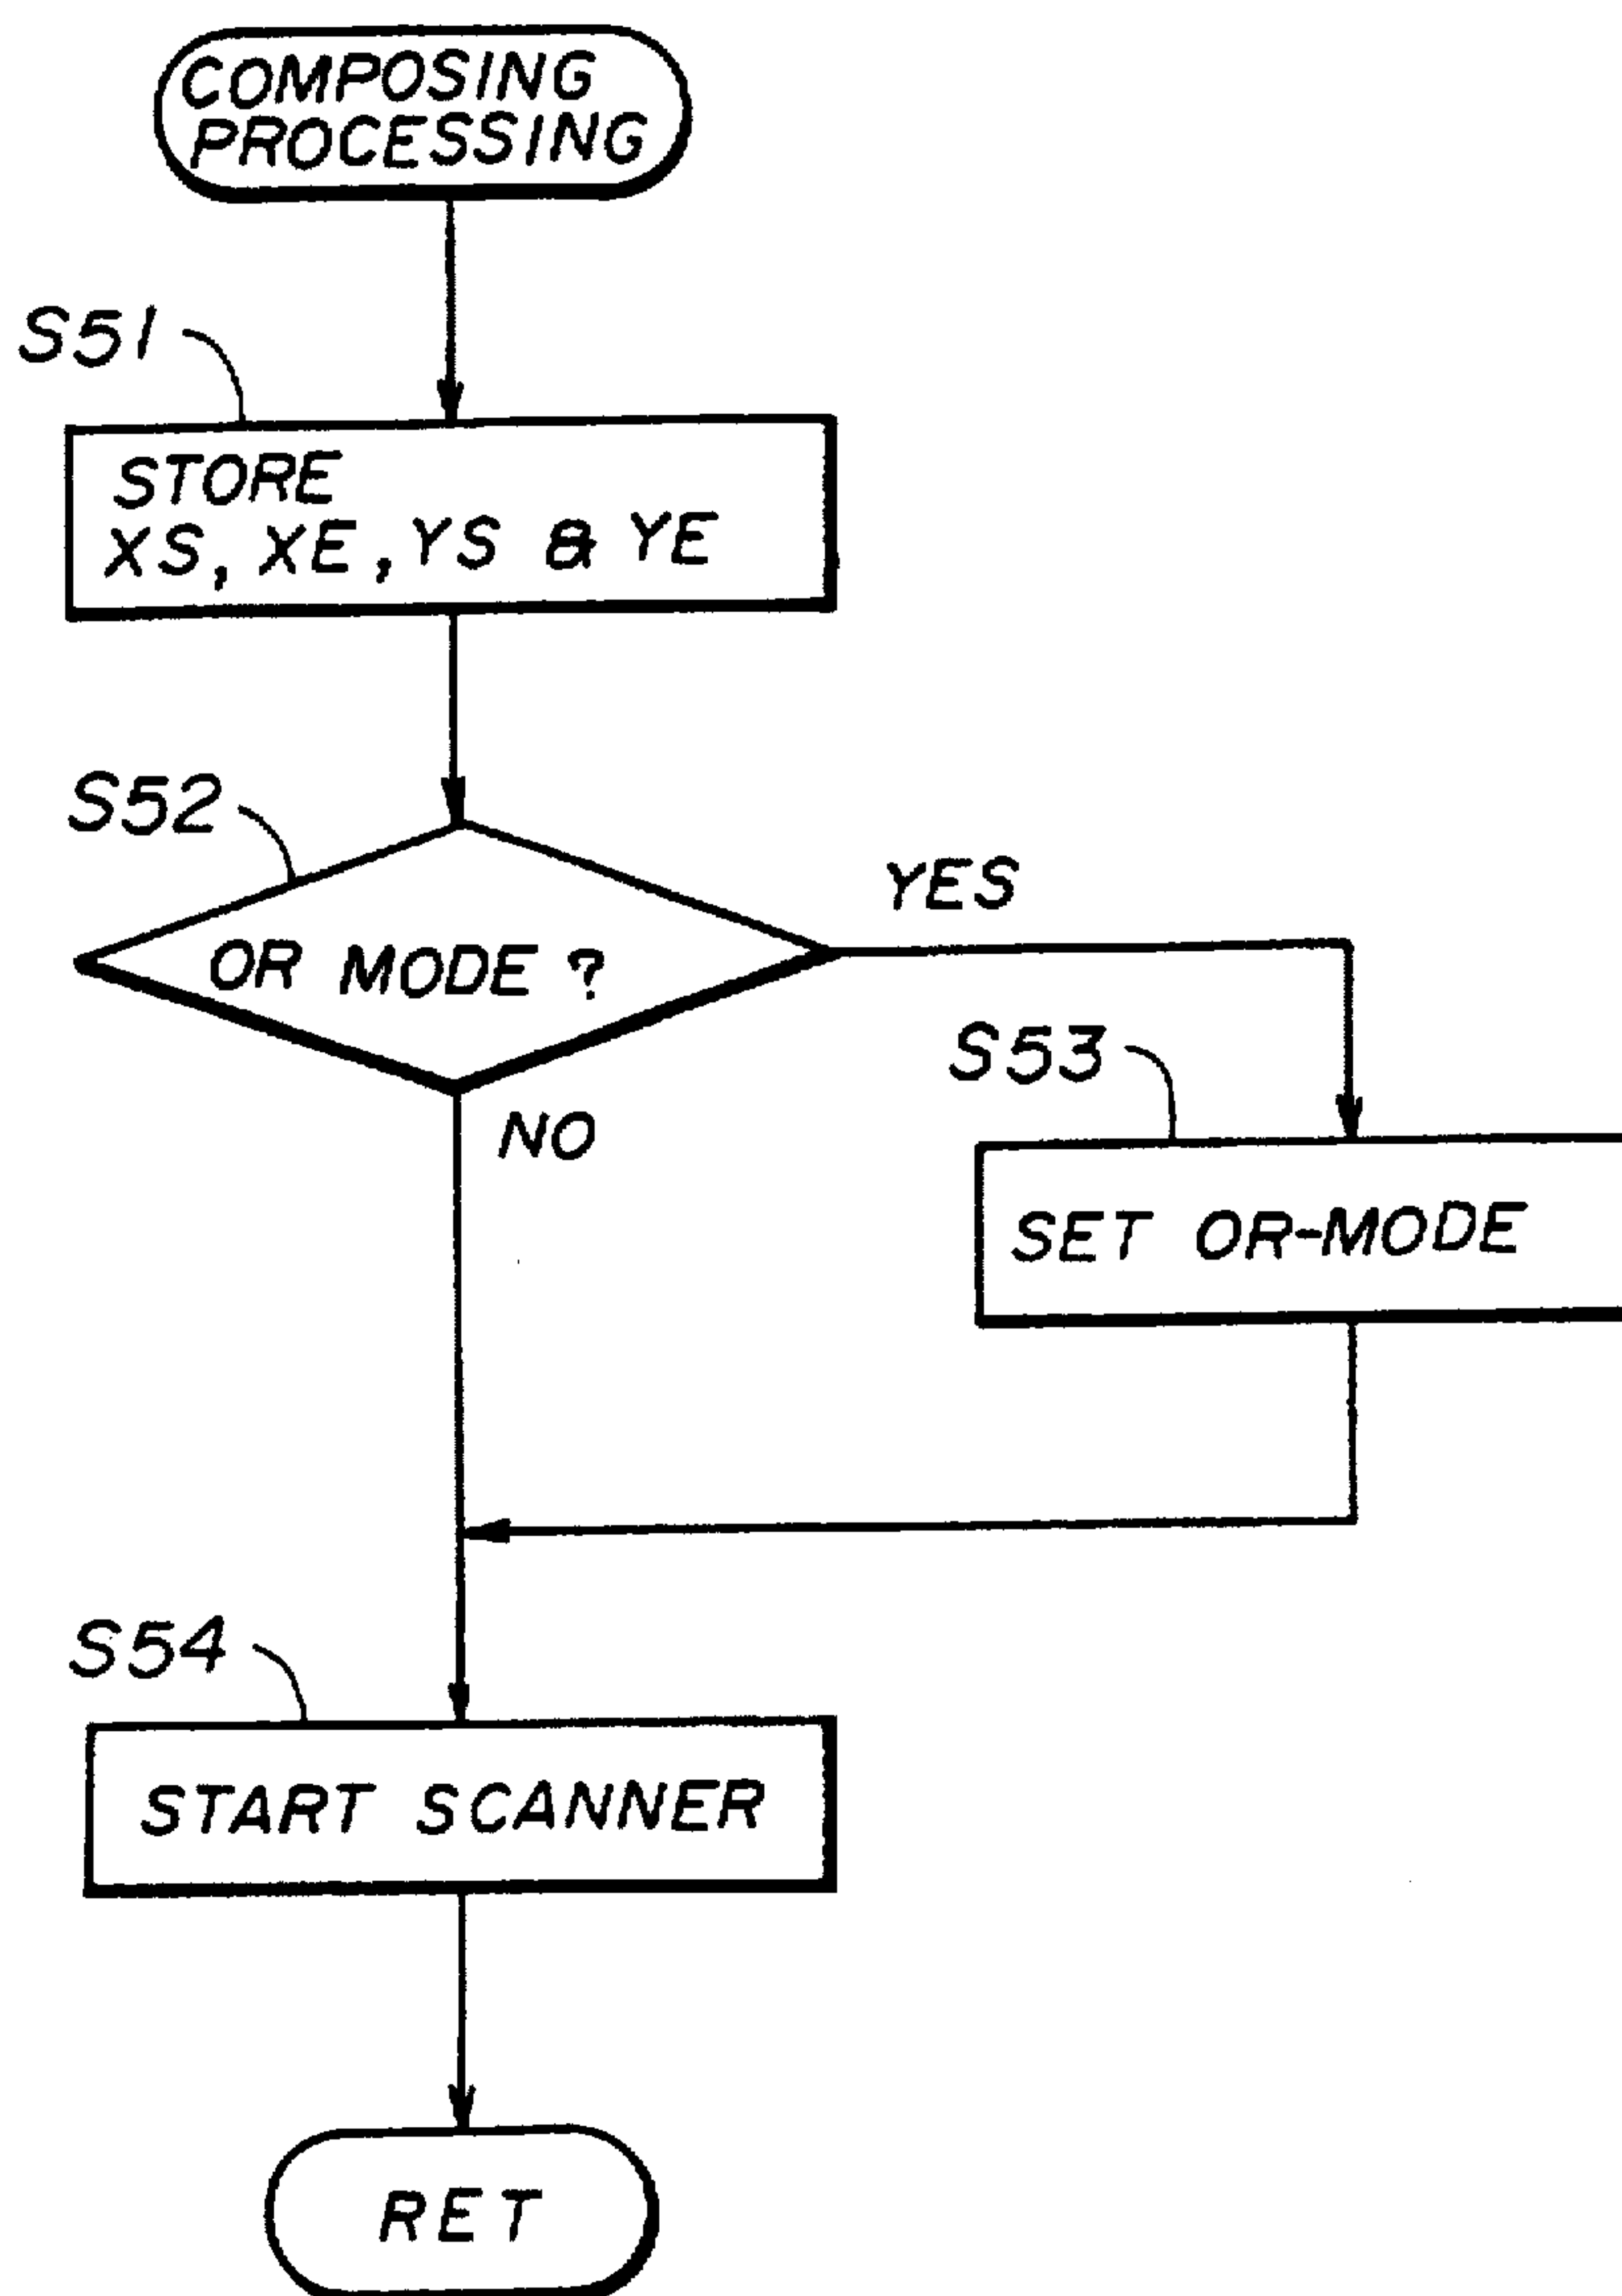 COMPOSING
PROCESSING
S51
STORE
XS, XE, YS & YE
S52
OR MODE ?
YES
NO
S53
SET OR-MODE
S54
START SCANNER
RET